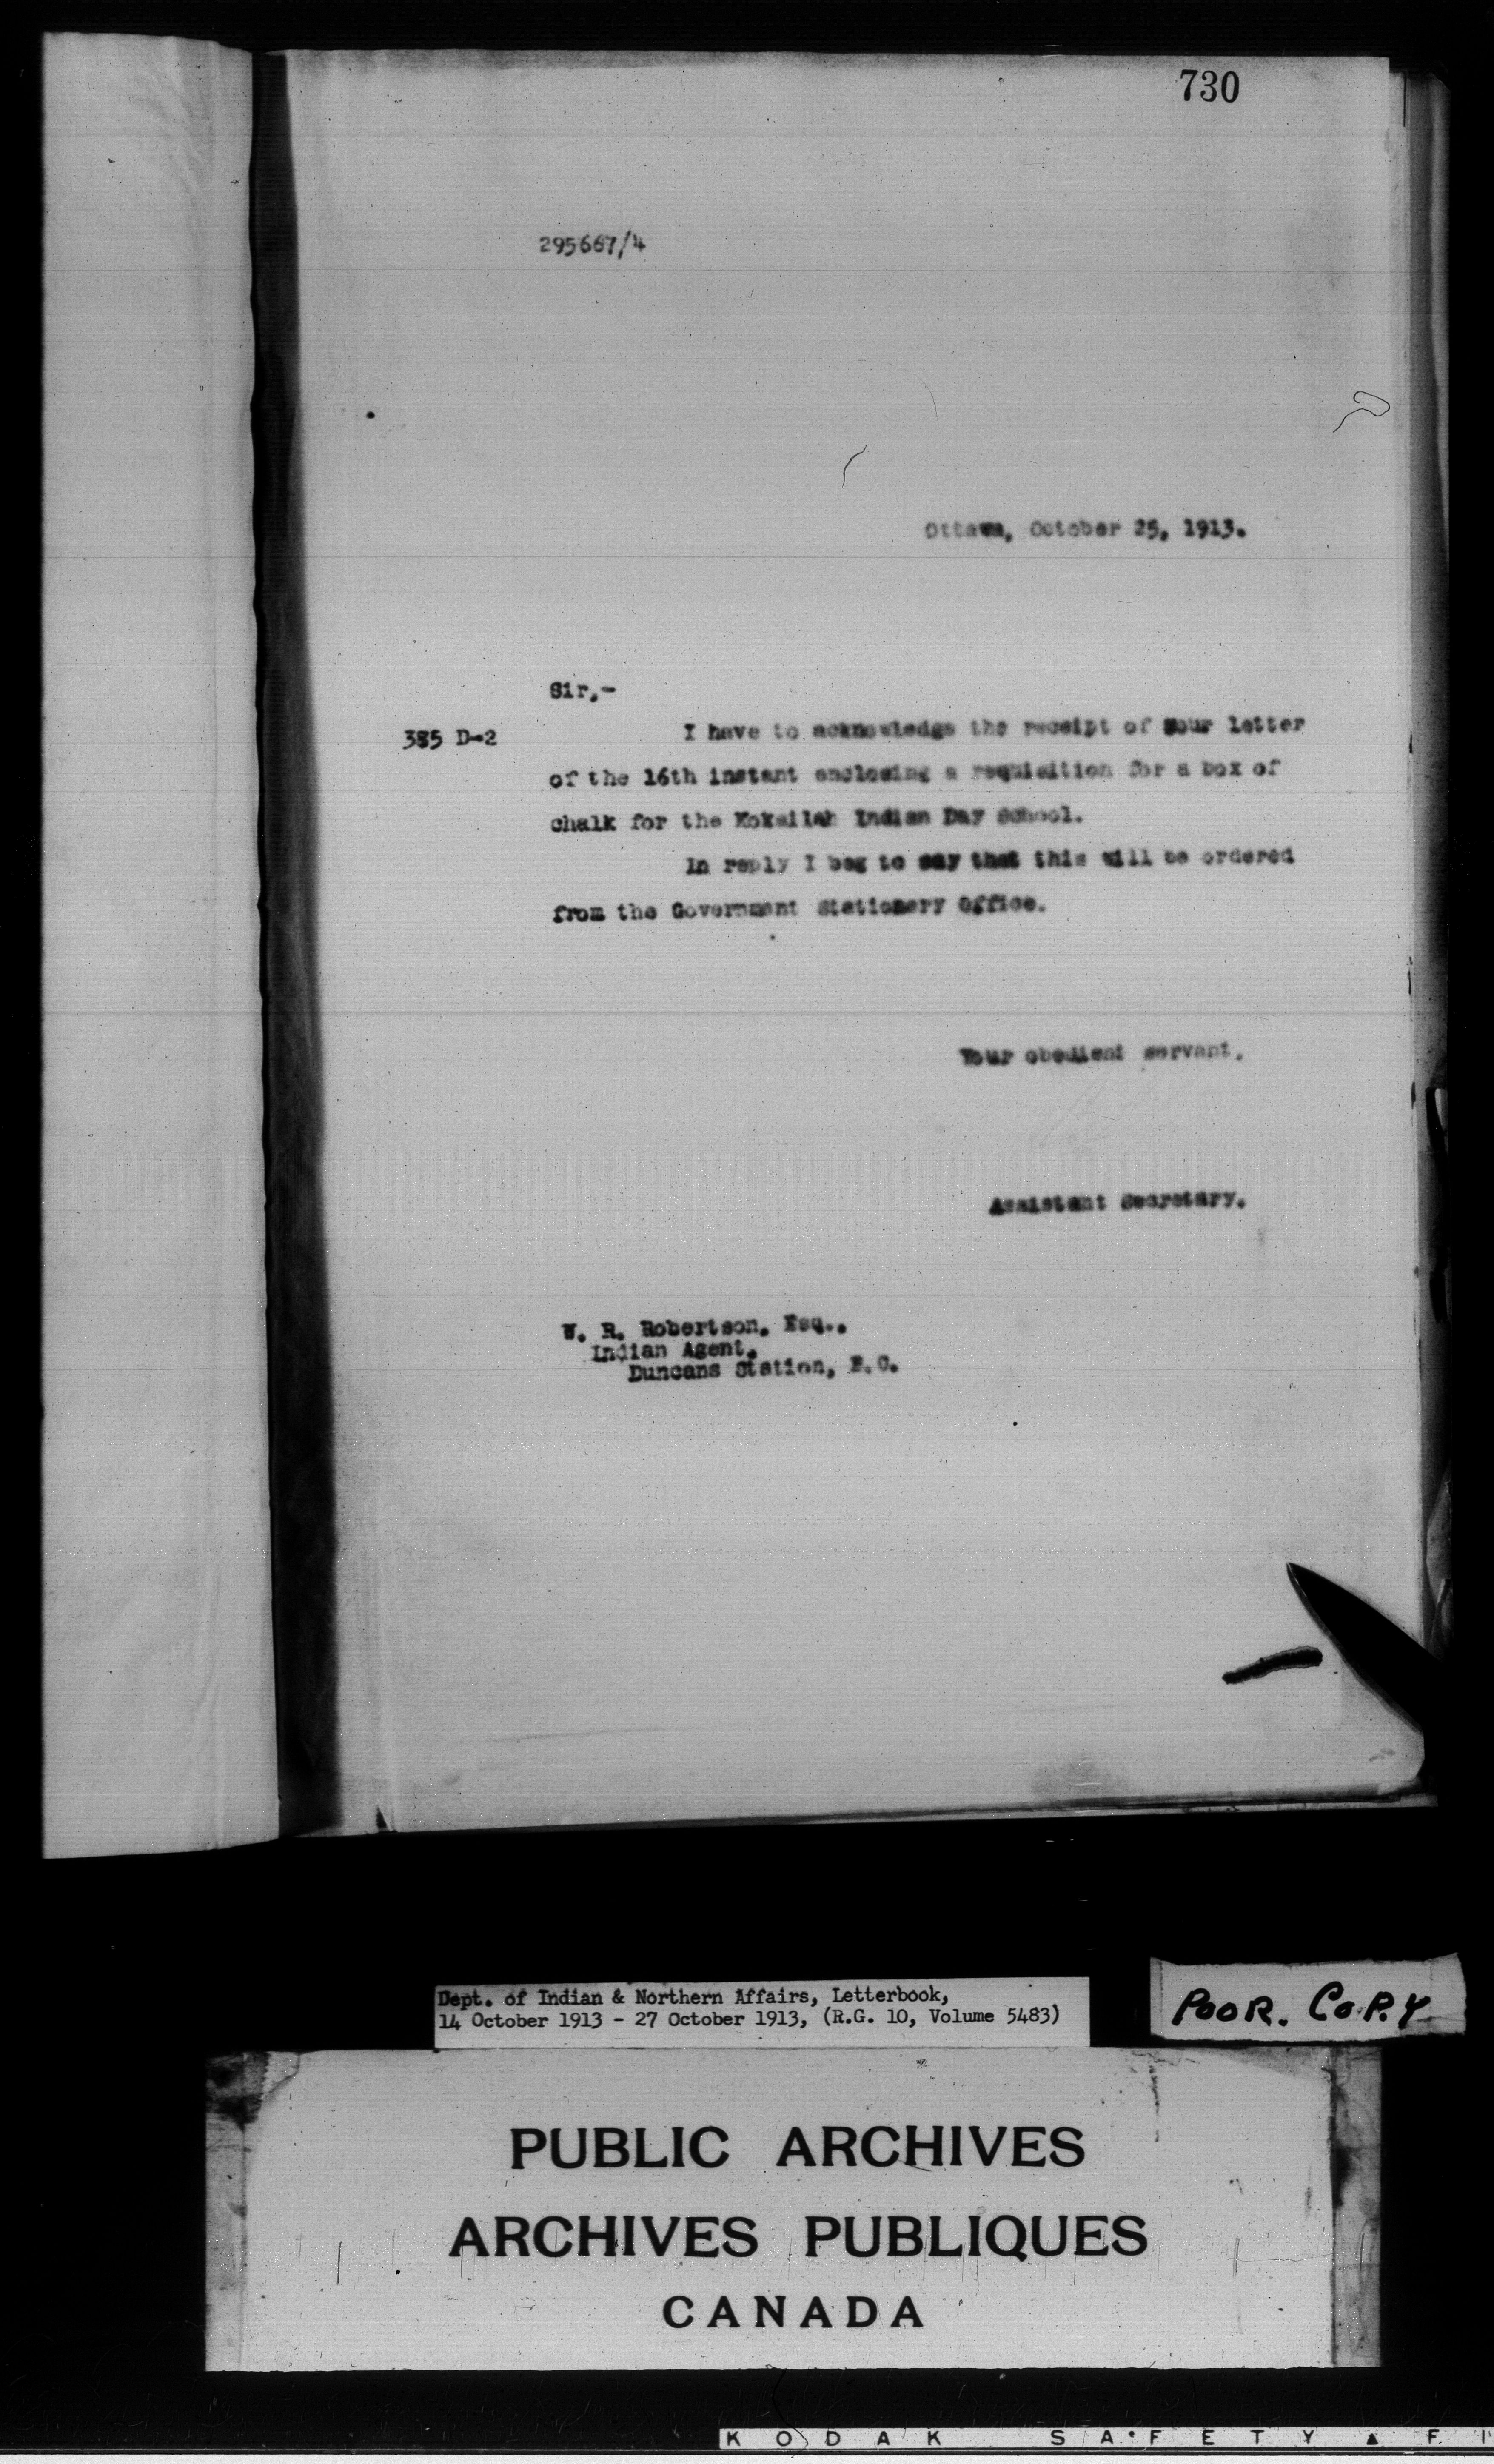 730
295667/4
Ottawa, October 25, 1913.
Sir,-
385 D-2 I have to acknowledge the receipt of your letter
of the 16th instant enclosing a requisition for a box of
chalk for the Koksilah Indian Day School.
In reply I beg to say that this will be ordered
from the Government Stationery Office.
Your obedient servant,
Assistant Secretary.
W. R. Robertson, Esq.,
Indian Agent,
Duncans Station, B.C.
Dept. of Indian & Northern Affairs, Letterbook,
14 October 1913 - 27 October 1913, (R.G. 10, Volume 5483)
POOR. COPY
PUBLIC ARCHIVES
ARCHIVES PUBLIQUES
CANADA
KODAK SAFETY ▲ FI